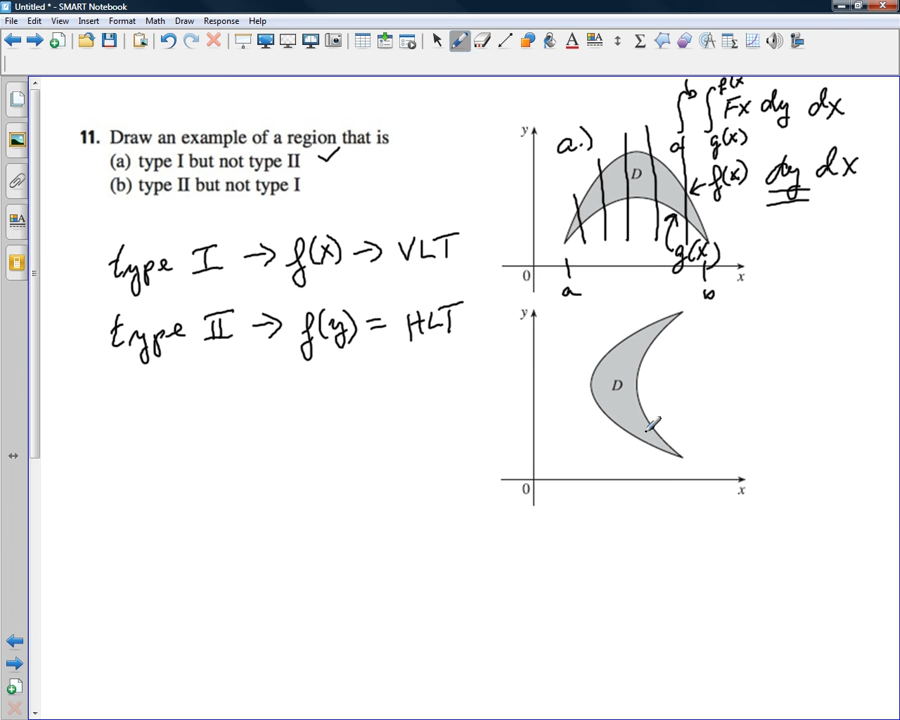 Untitled * - SMART Notebook
File Edit View Insert Format Math Draw Response Help
11. Draw an example of a region that is
(a) type I but not type II ✓
(b) type II but not type I
type I → f(x) → VLT
type II → f(y) = HLT
y
a.)
D
∫ b a ∫ f(x g(x) Fx dy dx
← f(x) dy dx
g(x)
0
x
a
b
y
D
0
x